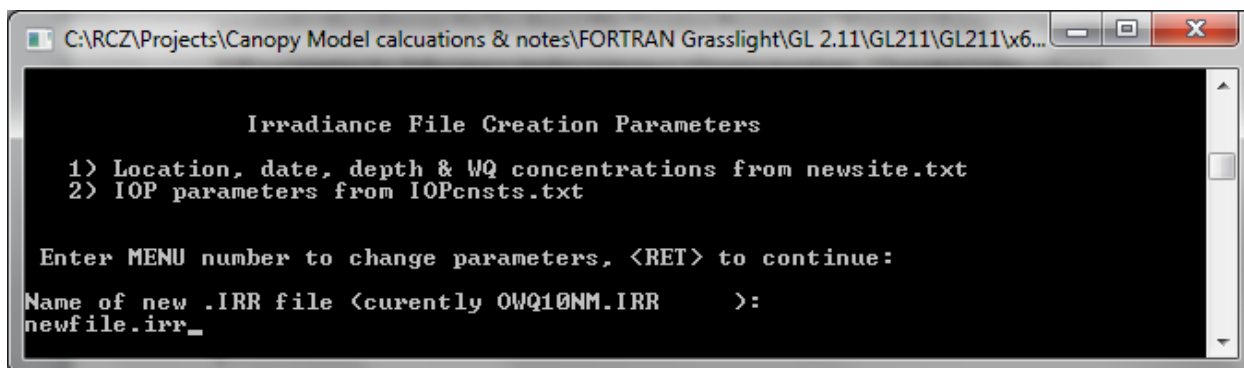 C:\RCZ\Projects\Canopy Model calcuations & notes\FORTRAN Grasslight\GL 2.11\GL211\GL211\x6...
Irradiance File Creation Parameters
1) Location, date, depth & WQ concentrations from newsite.txt
2) IOP parameters from IOPcnsts.txt
Enter MENU number to change parameters, <RET> to continue:
Name of new .IRR file (curently OWQ10NM.IRR      ):
newfile.irr_